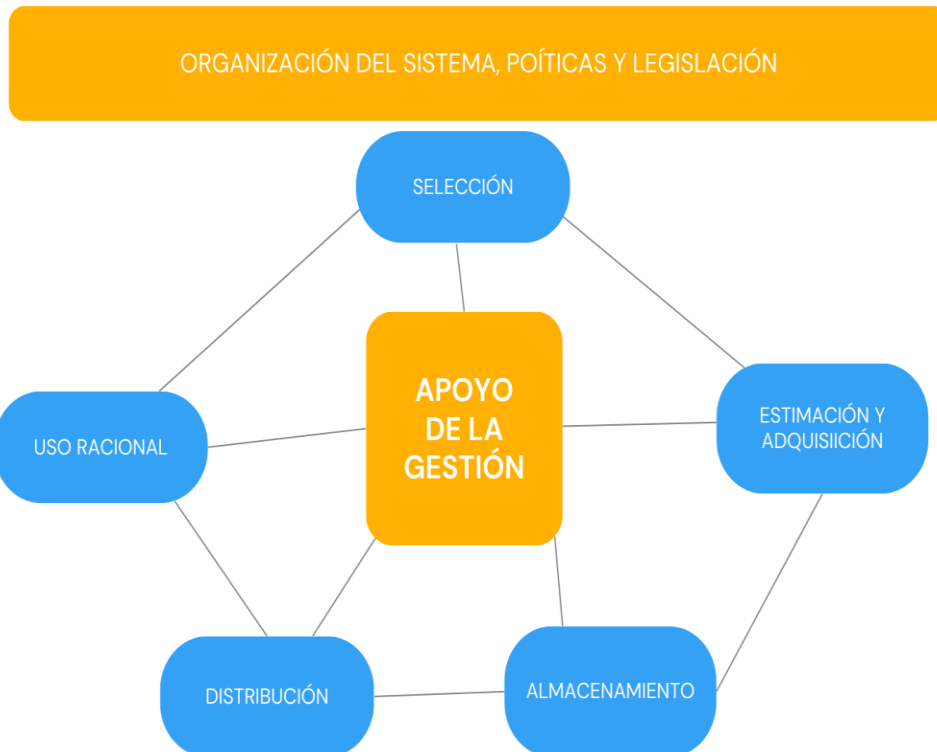 ORGANIZACIÓN DEL SISTEMA, POÍTICAS Y LEGISLACIÓN
SELECCIÓN
APOYO
DE LA
GESTIÓN
ESTIMACIÓN Y
ADQUISIICIÓN
USO RACIONAL
DISTRIBUCIÓN
ALMACENAMIENTO